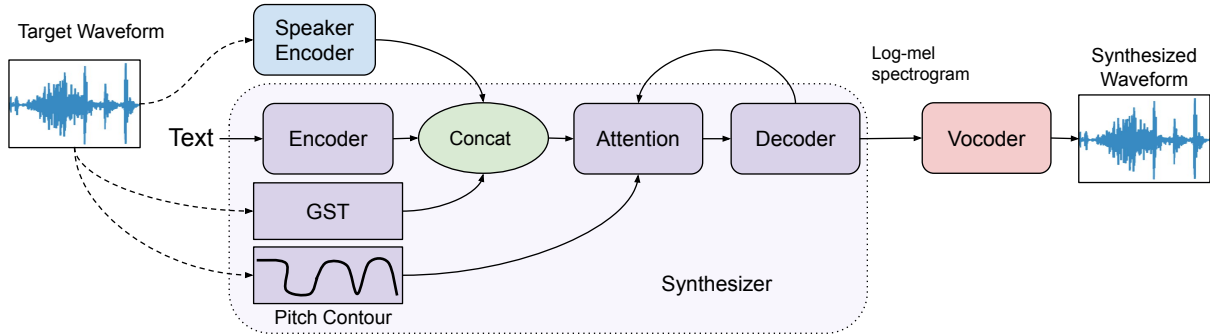 Target Waveform
Speaker
Encoder
Text
Encoder
Concat
Attention
Decoder
Log-mel
spectrogram
Vocoder
Synthesized
Waveform
GST
Pitch Contour
Synthesizer